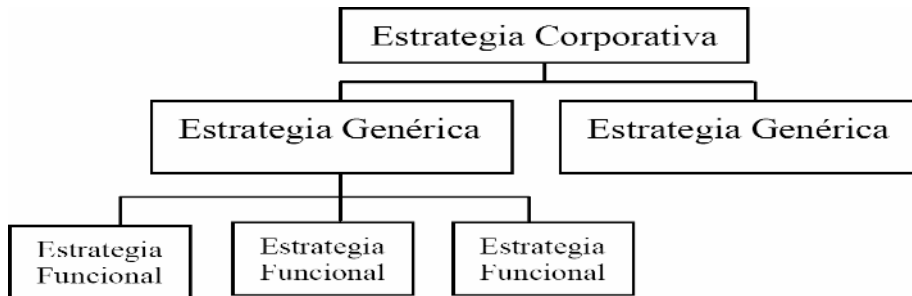 Estrategia Corporativa
Estrategia Genérica
Estrategia Genérica
Estrategia
Funcional
Estrategia
Funcional
Estrategia
Funcional